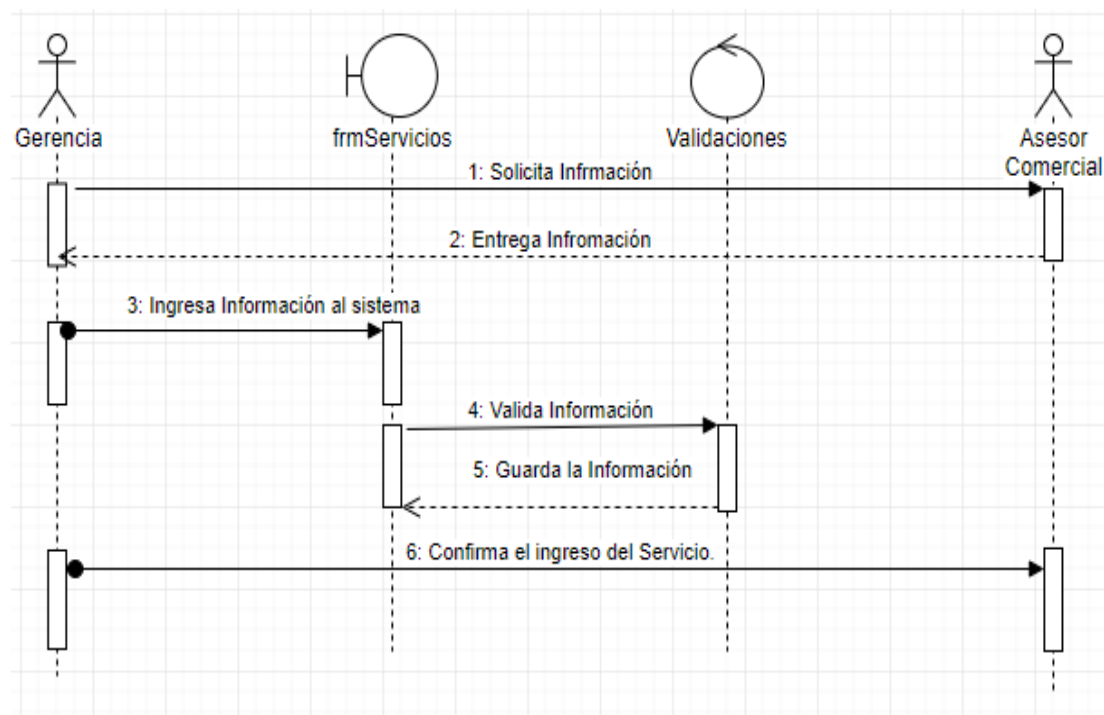 Gerencia
frmServicios
Validaciones
Asesor
Comercial
1: Solicita Infrmación
2: Entrega Infromación
3: Ingresa Información al sistema
4: Valida Información
5: Guarda la Información
6: Confirma el ingreso del Servicio.